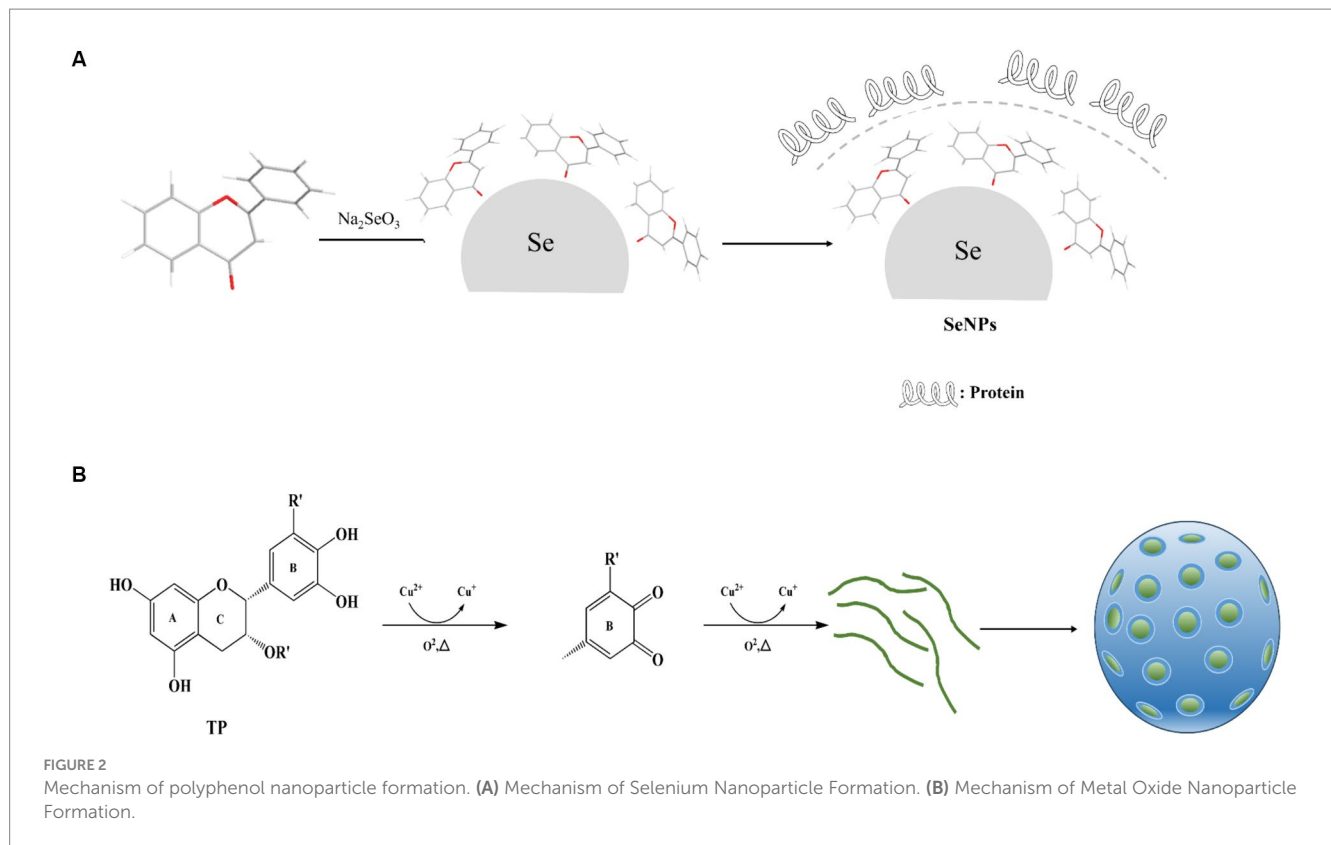 A
Na₂SeO₃
Se
Se
SeNPs
: Protein
B
R'
OH
B
HO
O
OH
A
C
OR'
OH
TP
Cu²⁺ Cu⁺
O²,Δ
R'
O
B
O
Cu²⁺ Cu⁺
O²,Δ
FIGURE 2
Mechanism of polyphenol nanoparticle formation. (A) Mechanism of Selenium Nanoparticle Formation. (B) Mechanism of Metal Oxide Nanoparticle
Formation.